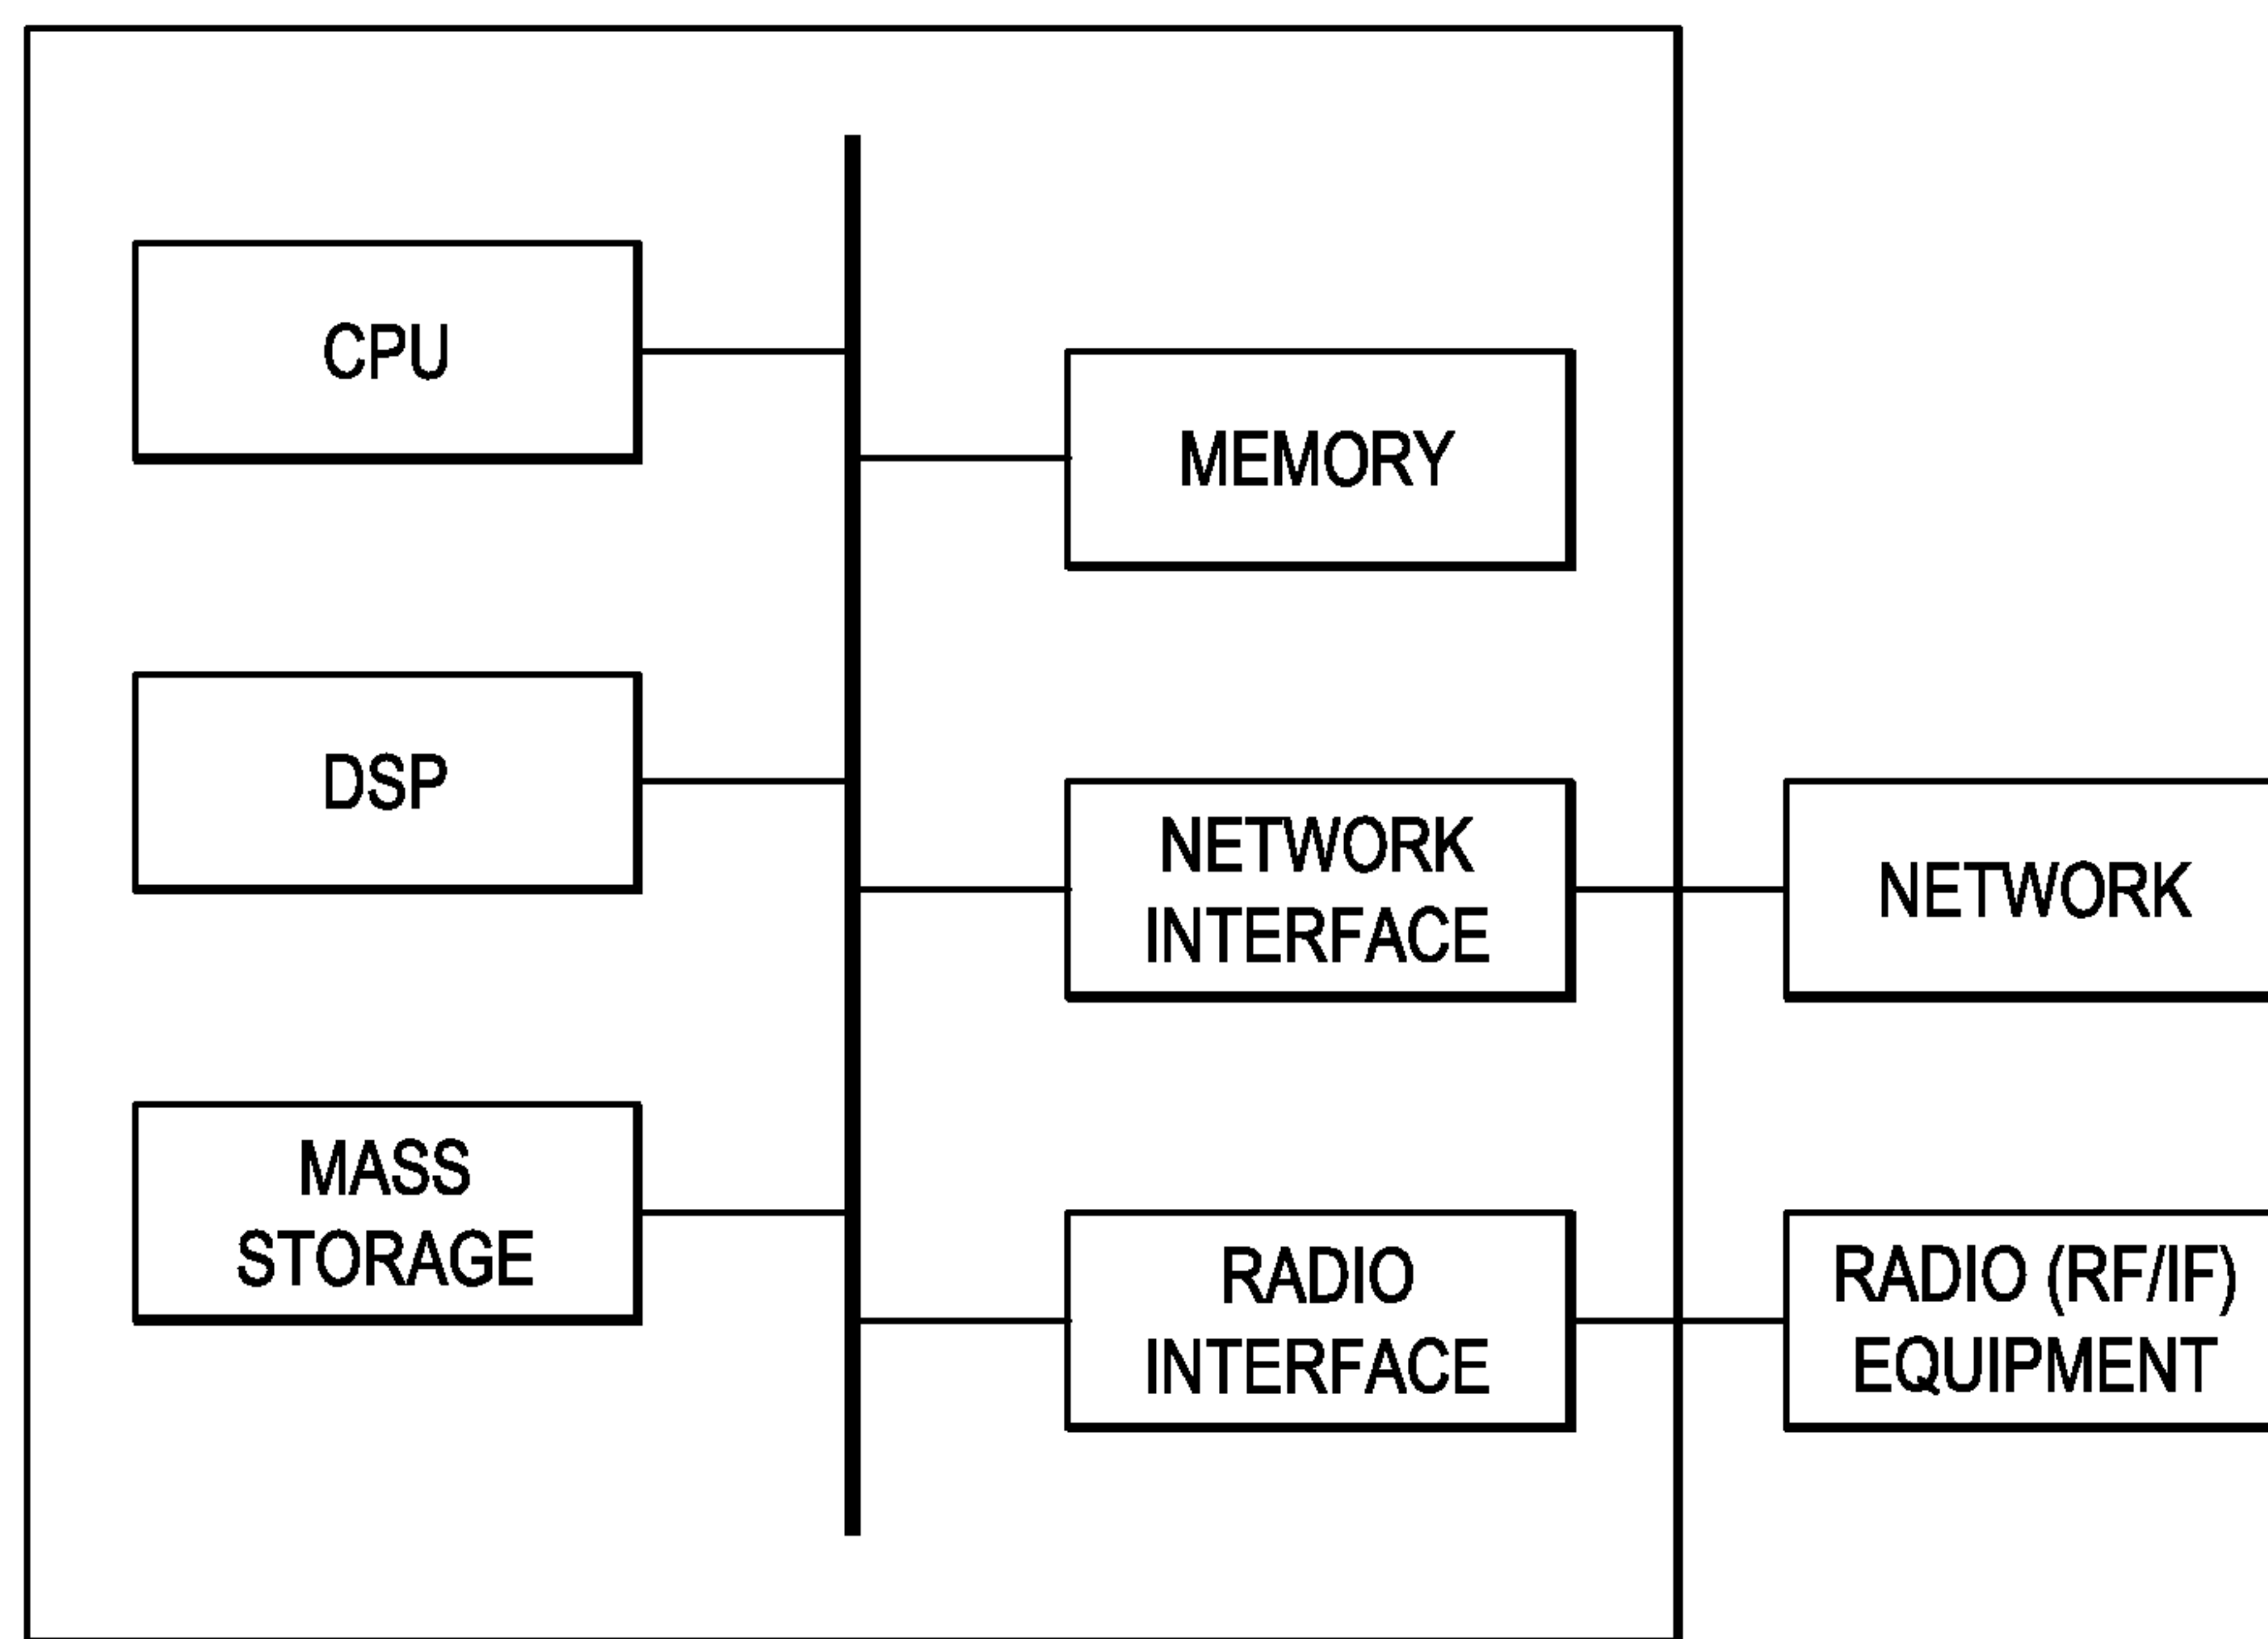 CPU
MEMORY
DSP
NETWORK
INTERFACE
NETWORK
MASS
STORAGE
RADIO
INTERFACE
RADIO (RF/IF)
EQUIPMENT